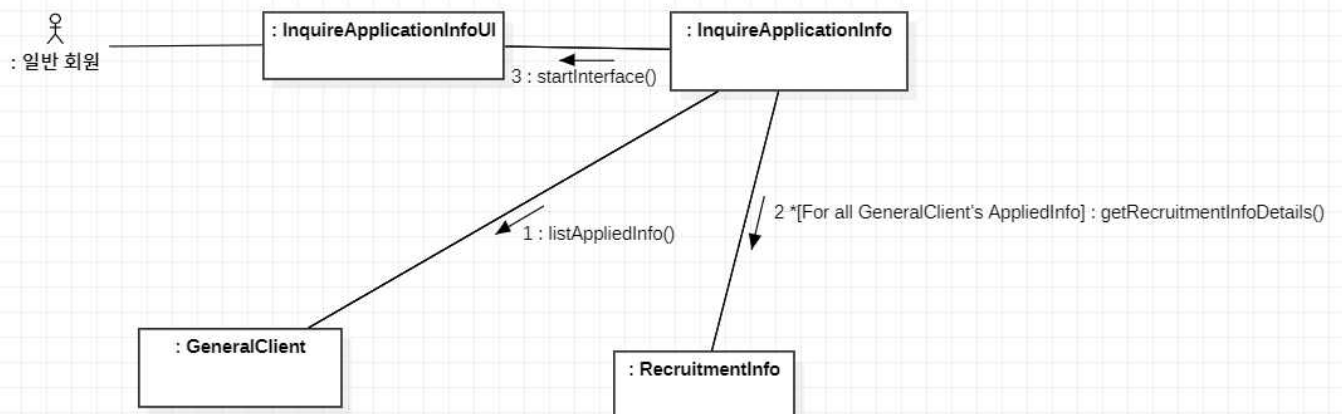 : 일반 회원
: InquireApplicationInfoUI
: InquireApplicationInfo
3 : startInterface()
1 : listAppliedInfo()
2 *[For all GeneralClient's AppliedInfo] : getRecruitmentInfoDetails()
: GeneralClient
: RecruitmentInfo